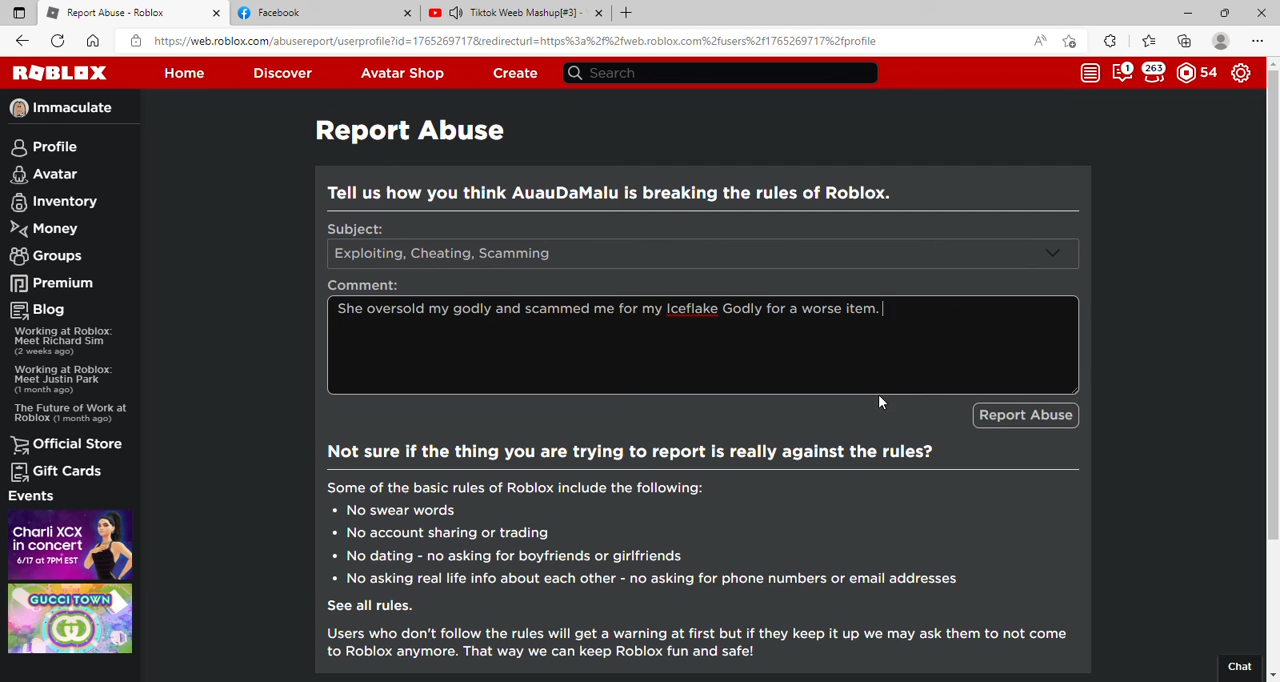 Report Abuse - Roblox
Facebook
Tiktok Weeb Mashup[#3] -
https://web.roblox.com/abusereport/userprofile?id=1765269717&redirecturl=https%3a%2f%2fweb.roblox.com%2fusers%2f1765269717%2fprofile
ROBLOX
Home
Discover
Avatar Shop
Create
Search
1
263
54
Immaculate
Profile
Avatar
Inventory
Money
Groups
Premium
Blog
Working at Roblox:
Meet Richard Sim
(2 weeks ago)
Working at Roblox:
Meet Justin Park
(1 month ago)
The Future of Work at
Roblox (1 month ago)
Official Store
Gift Cards
Events
Charli XCX
in concert
6/17 at 7PM EST
GUCCI TOWN
Report Abuse
Tell us how you think AuauDaMalu is breaking the rules of Roblox.
Subject:
Exploiting, Cheating, Scamming
Comment:
She oversold my godly and scammed me for my Iceflake Godly for a worse item.
Report Abuse
Not sure if the thing you are trying to report is really against the rules?
Some of the basic rules of Roblox include the following:
• No swear words
• No account sharing or trading
• No dating - no asking for boyfriends or girlfriends
• No asking real life info about each other - no asking for phone numbers or email addresses
See all rules.
Users who don't follow the rules will get a warning at first but if they keep it up we may ask them to not come
to Roblox anymore. That way we can keep Roblox fun and safe!
Chat